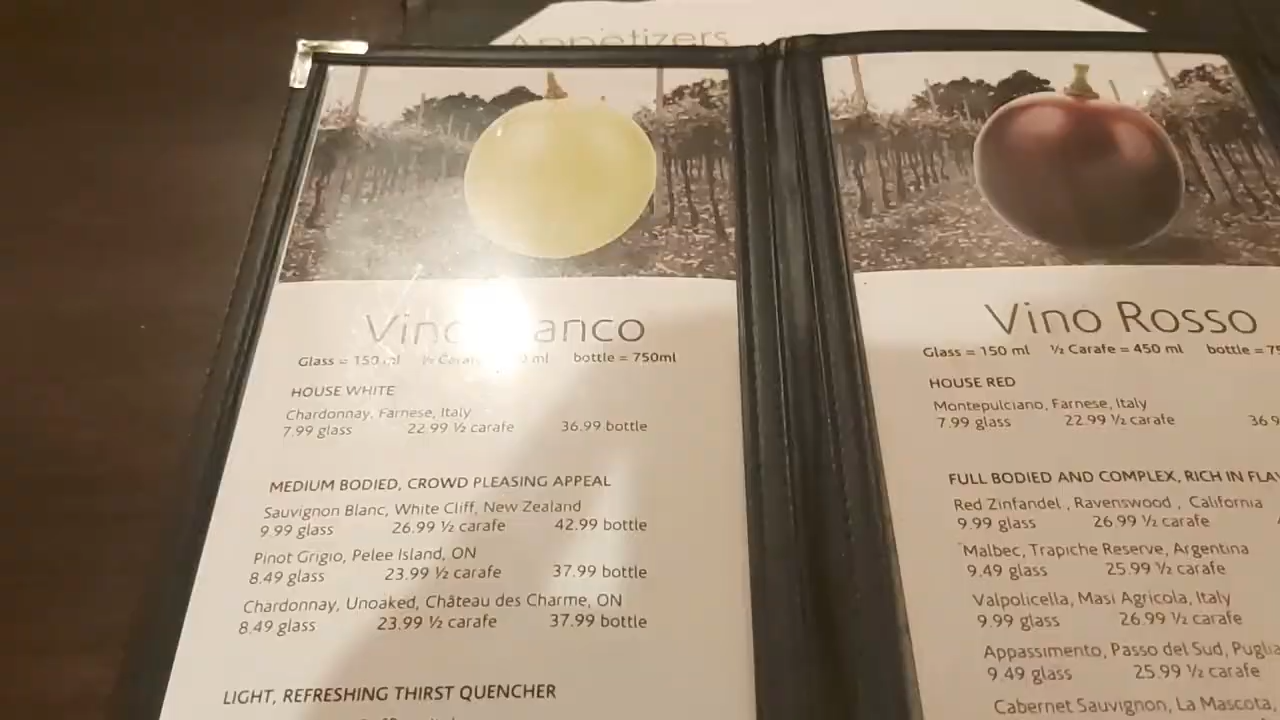 Appetizers
Vino anco
Glass = 150 ml ½ Carafe ml bottle = 750ml
HOUSE WHITE
Chardonnay, Farnese, Italy
7.99 glass 22.99 ½ carafe 36.99 bottle
MEDIUM BODIED, CROWD PLEASING APPEAL
Sauvignon Blanc, White Cliff, New Zealand
9.99 glass 26.99 ½ carafe 42.99 bottle
Pinot Grigio, Pelee Island, ON
8.49 glass 23.99 ½ carafe 37.99 bottle
Chardonnay, Unoaked, Château des Charme, ON
8.49 glass 23.99 ½ carafe 37.99 bottle
LIGHT, REFRESHING THIRST QUENCHER
Vino Rosso
Glass = 150 ml ½ Carafe = 450 ml bottle = 75
HOUSE RED
Montepulciano, Farnese, Italy
7.99 glass 22.99 ½ carafe 36.9
FULL BODIED AND COMPLEX, RICH IN FLAV
Red Zinfandel , Ravenswood , California
9.99 glass 26.99 ½ carafe
Malbec, Trapiche Reserve, Argentina
9.49 glass 25.99 ½ carafe
Valpolicella, Masi Agricola, Italy
9.99 glass 26.99 ½ carafe
Appassimento, Passo del Sud, Puglia
9.49 glass 25.99 ½ carafe
Cabernet Sauvignon, La Mascota,